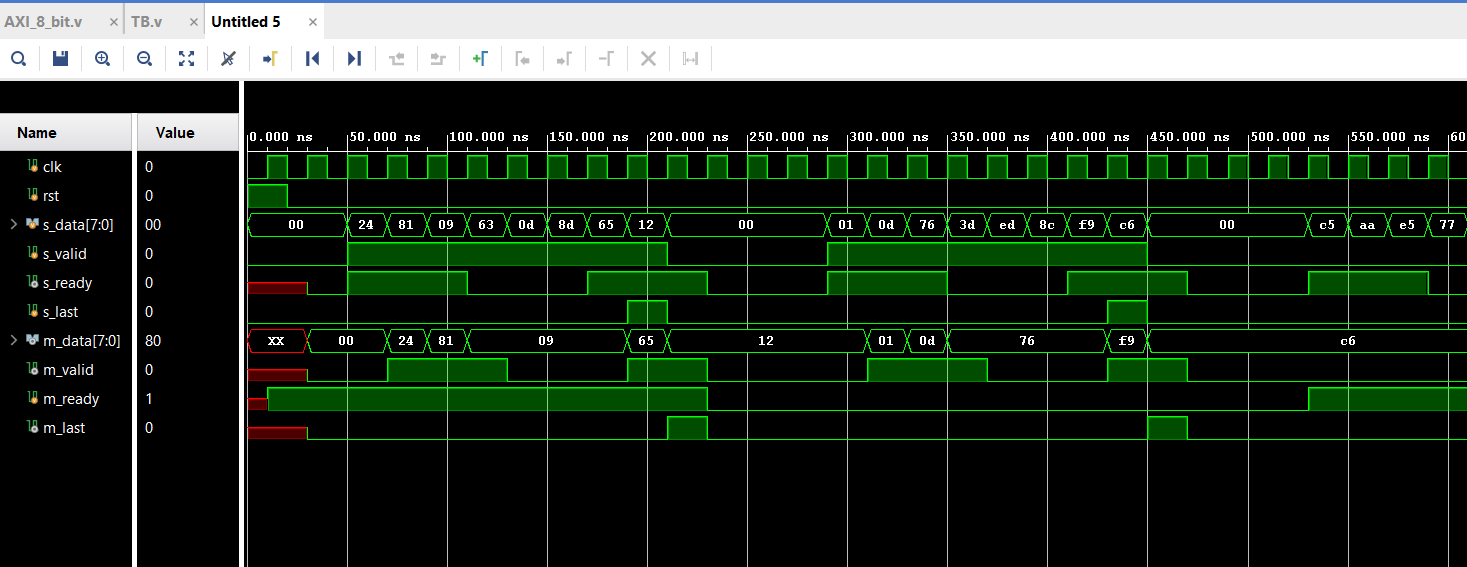 AXI_8_bit.v × TB.v × Untitled 5 ×
Name Value
0.000 ns 50.000 ns 100.000 ns 150.000 ns 200.000 ns 250.000 ns 300.000 ns 350.000 ns 400.000 ns 450.000 ns 500.000 ns 550.000 ns 60
clk 0
rst 0
s_data[7:0] 00 00 24 81 09 63 0d 8d 65 12 00 01 0d 76 3d ed 8c f9 c6 00 c5 aa e5 77
s_valid 0
s_ready 0
s_last 0
m_data[7:0] 80 XX 00 24 81 09 65 12 01 0d 76 f9 c6
m_valid 0
m_ready 1
m_last 0